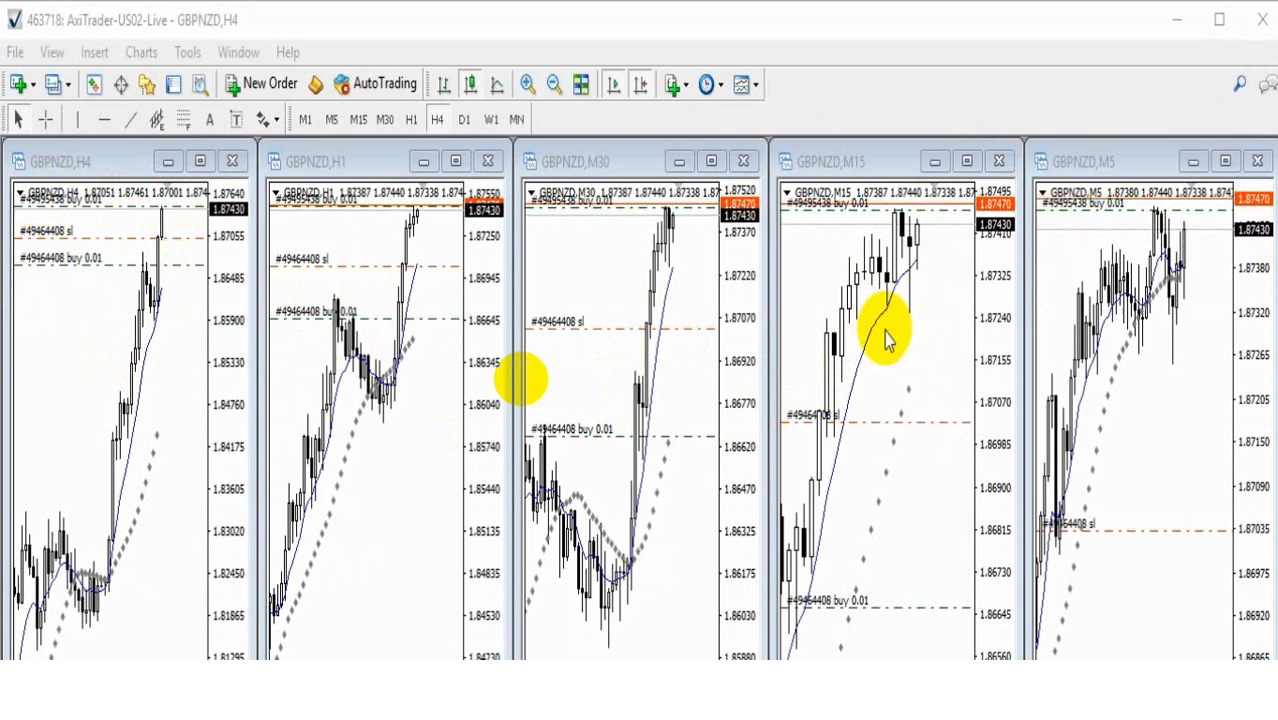 463718: AxiTrader-US02-Live - GBPNZD,H4
File View Insert Charts Tools Window Help
New Order AutoTrading
A T M1 M5 M15 M30 H1 H4 D1 W1 MN
GBPNZD,H4
GBPNZD,H4 1.87051 1.87461 1.87001 1.874
#49495438 buy 0.01
#49464408 sl
#49464408 buy 0.01
1.87640
1.87430
1.87055
1.86485
1.85900
1.85330
1.84760
1.84175
1.83605
1.83020
1.82450
1.81865
1.81295
GBPNZD,H1
GBPNZD,H1 1.87387 1.87440 1.87338 1.874
#49495438 buy 0.01
#49464408 sl
#49464408 buy 0.01
1.87550
1.87430
1.87250
1.86945
1.86645
1.86345
1.86040
1.85740
1.85440
1.85135
1.84835
1.84530
1.84230
GBPNZD,M30
GBPNZD,M30 1.87387 1.87440 1.87338 1.87
#49495438 buy 0.01
#49464408 sl
#49464408 buy 0.01
1.87520
1.87470
1.87430
1.87370
1.87220
1.87070
1.86920
1.86770
1.86620
1.86470
1.86325
1.86175
1.86030
1.85880
GBPNZD,M15
GBPNZD,M15 1.87387 1.87440 1.87338 1.87
#49495438 buy 0.01
#49464408 sl
#49464408 buy 0.01
1.87495
1.87470
1.87430
1.87410
1.87325
1.87240
1.87155
1.87070
1.86985
1.86900
1.86815
1.86730
1.86645
1.86560
GBPNZD,M5
GBPNZD,M5 1.87380 1.87440 1.87338
#49495438 buy 0.01
#49464408 sl
1.87470
1.87430
1.87380
1.87320
1.87265
1.87205
1.87150
1.87090
1.87035
1.86975
1.86920
1.86865